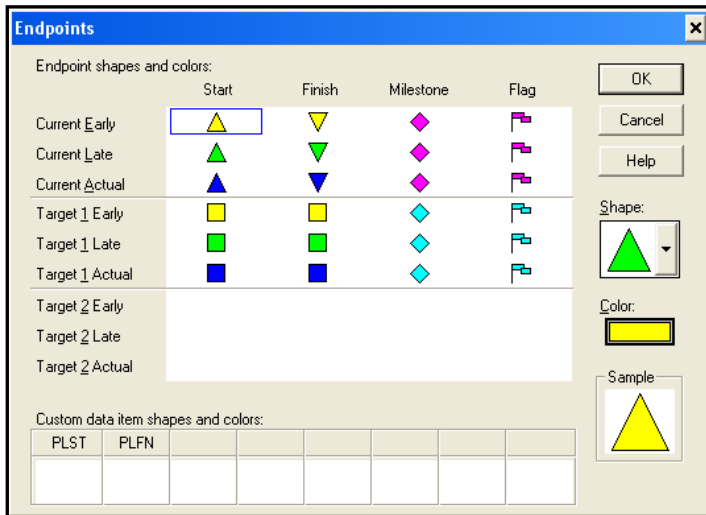 Endpoints
Endpoint shapes and colors:
Start Finish Milestone Flag
Current Early
Current Late
Current Actual
Target 1 Early
Target 1 Late
Target 1 Actual
Target 2 Early
Target 2 Late
Target 2 Actual
Custom data item shapes and colors:
PLST PLFN
OK
Cancel
Help
Shape:
Color:
Sample